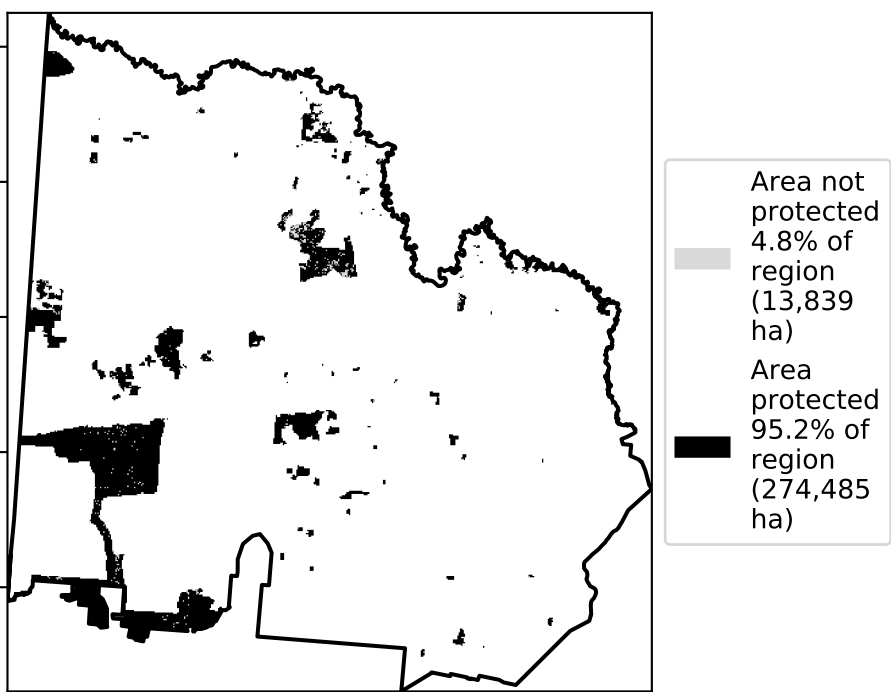 Area not
protected
4.8% of
region
(13,839
ha)
Area
protected
95.2% of
region
(274,485
ha)